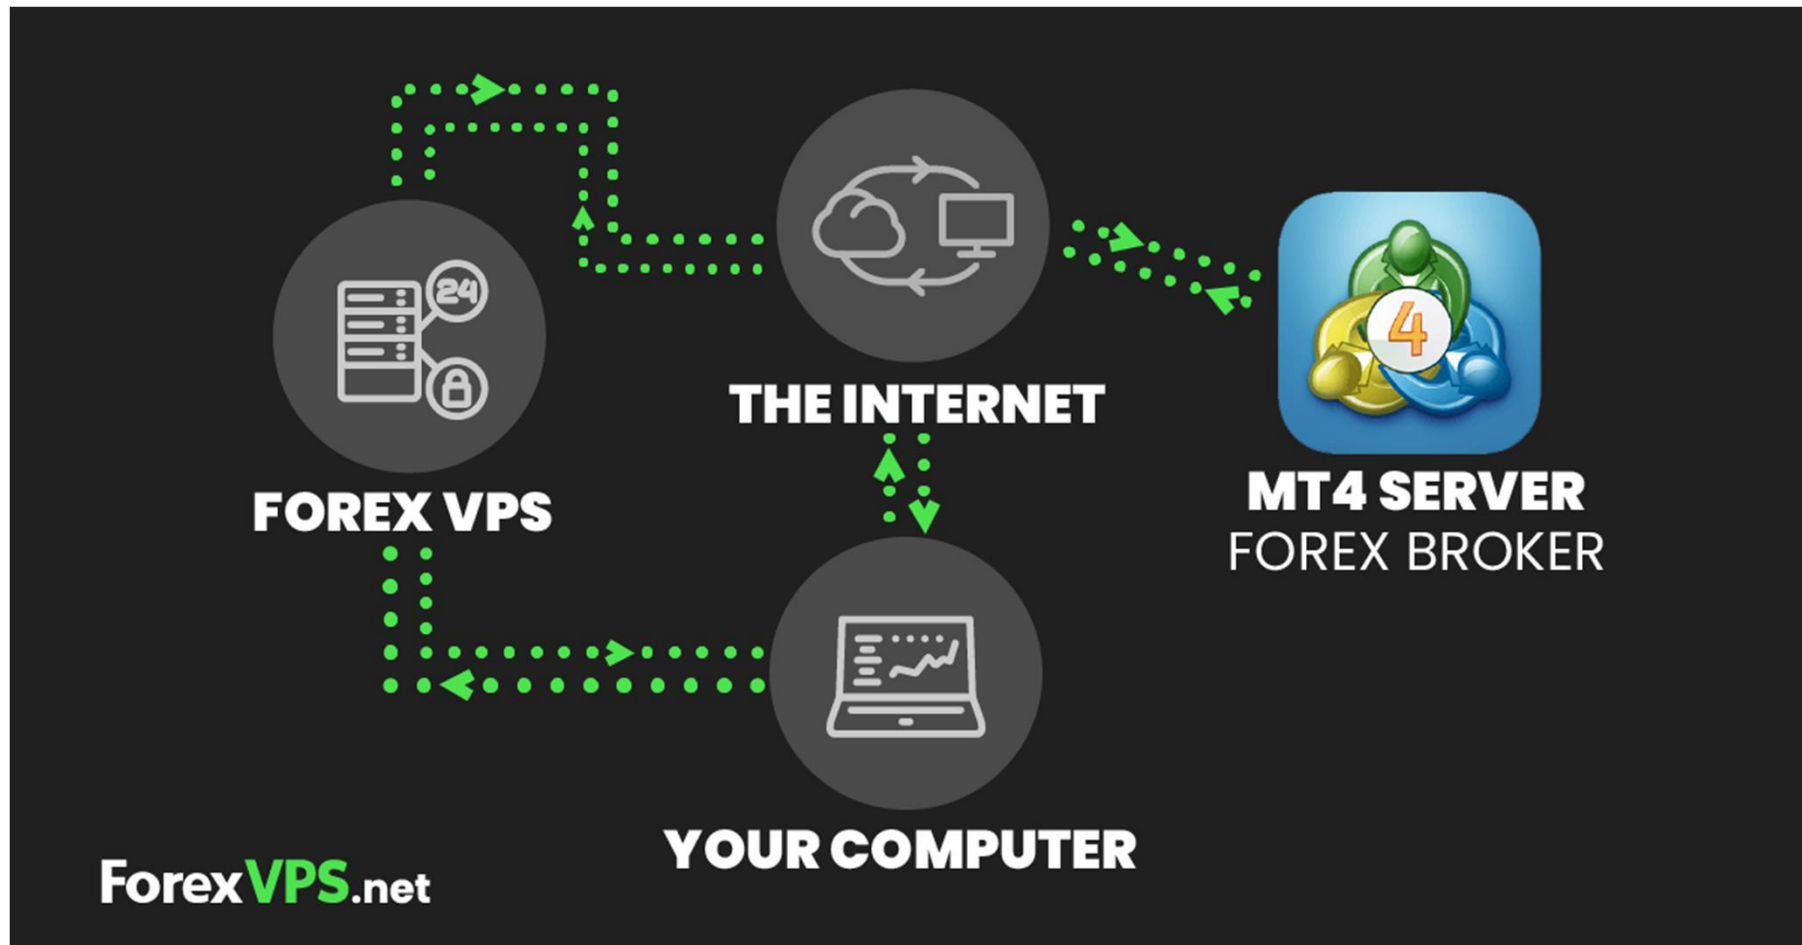 24
THE INTERNET
4
FOREX VPS
MT4 SERVER
FOREX BROKER
YOUR COMPUTER
ForexVPS.net